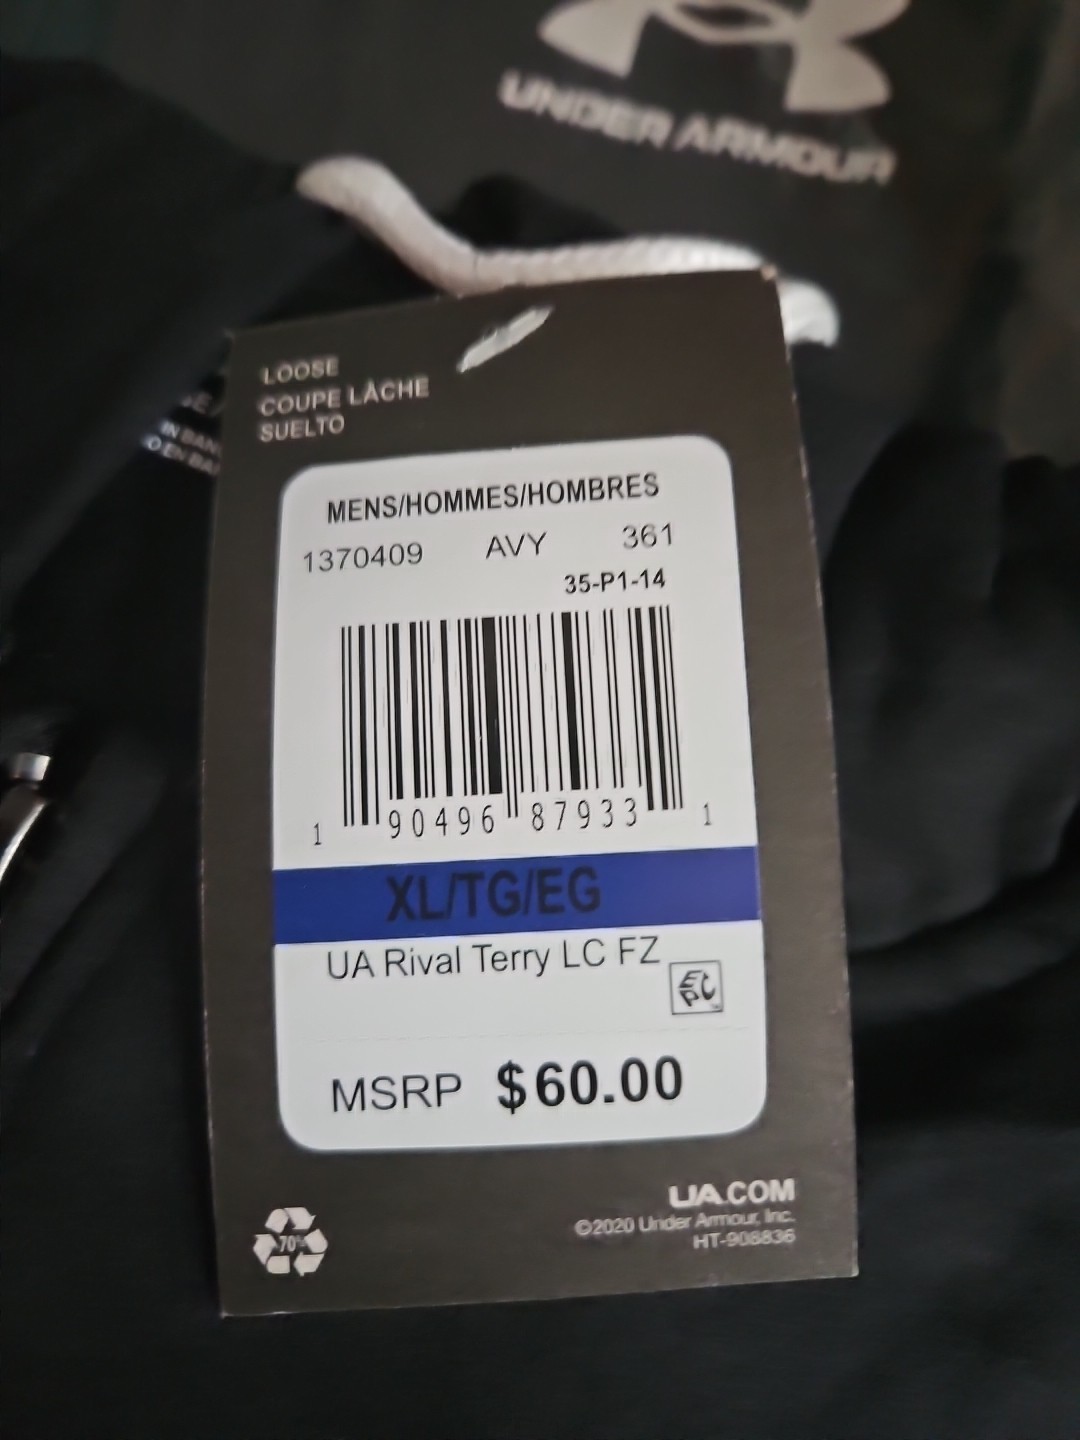 UNDER ARMOUR
LOOSE
COUPE LÂCHE
SUELTO
MENS/HOMMES/HOMBRES
1370409 AVY 361
35-P1-14
1 90496 87933 1
XL/TG/EG
UA Rival Terry LC FZ
EPC
MSRP $60.00
70%
UA.COM
©2020 Under Armour, Inc.
HT-908836